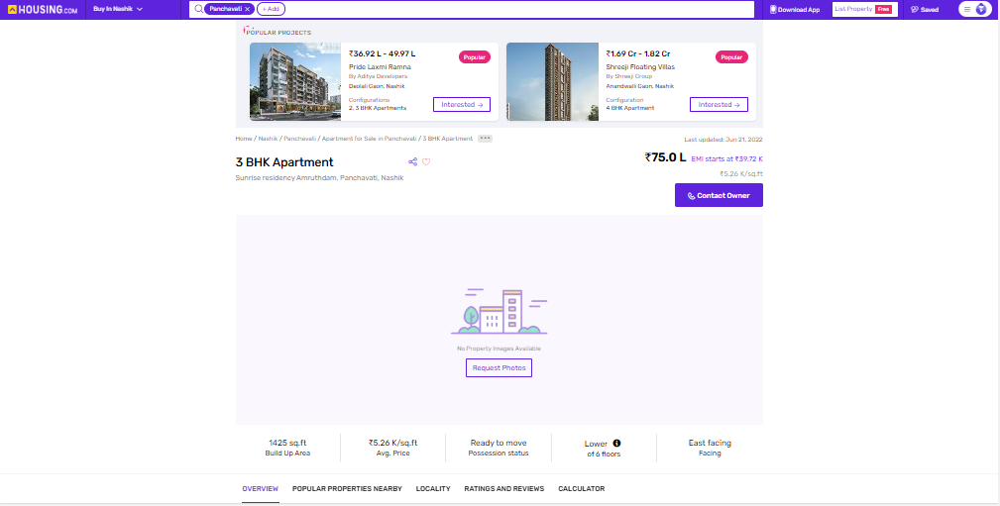 HOUSING.COM
Buy In Nashik
Panchavati ×
+ Add
Download App
List Property Free
Saved
POPULAR PROJECTS
₹36.92 L - 49.97 L
Popular
Pride Laxmi Ramna
By Aditya Developers
Deolali Gaon, Nashik
Configurations
2, 3 BHK Apartments
Interested →
₹1.69 Cr - 1.82 Cr
Popular
Shreeji Floating Villas
By Shreeji Group
Anandwalli Gaon, Nashik
Configuration
4 BHK Apartment
Interested →
Home / Nashik / Panchavati / Apartment for Sale in Panchavati / 3 BHK Apartment
Last updated: Jun 21, 2022
3 BHK Apartment
₹75.0 L EMI starts at ₹39.72 K
Sunrise residency Amruthdam, Panchavati, Nashik
₹5.26 K/sq.ft
Contact Owner
No Property Images Available
Request Photos
1425 sq.ft
Build Up Area
₹5.26 K/sq.ft
Avg. Price
Ready to move
Possession status
Lower
of 6 floors
East facing
Facing
OVERVIEW POPULAR PROPERTIES NEARBY LOCALITY RATINGS AND REVIEWS CALCULATOR